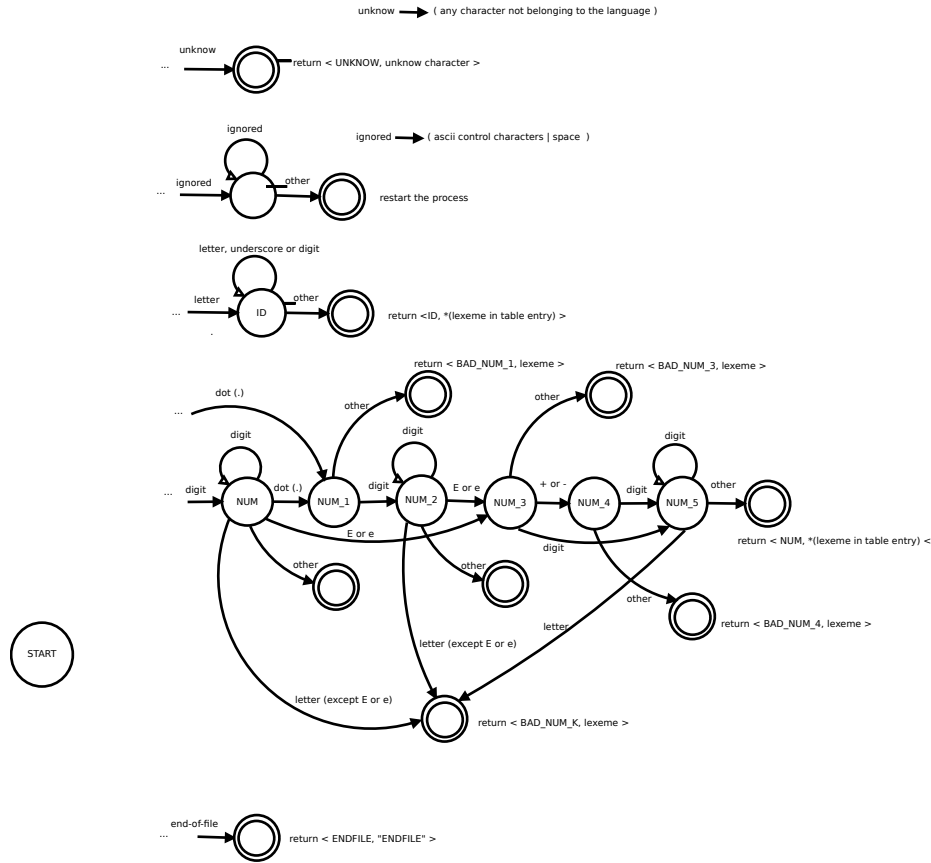 unknow ( any character not belonging to the language )
unknow
...
return < UNKNOW, unknow character >
ignored
ignored ( ascii control characters | space )
...
ignored
other
restart the process
letter, underscore or digit
...
letter
ID
other
return <ID, *(lexeme in table entry) >
.
return < BAD_NUM_1, lexeme >
return < BAD_NUM_3, lexeme >
dot (.)
...
other
other
digit
digit
digit
...
digit
NUM
dot (.)
NUM_1
digit
NUM_2
E or e
NUM_3
+ or -
NUM_4
digit
NUM_5
other
E or e
digit
return < NUM, *(lexeme in table entry) <
other
other
other
letter
return < BAD_NUM_4, lexeme >
letter (except E or e)
START
letter (except E or e)
return < BAD_NUM_K, lexeme >
end-of-file
...
return < ENDFILE, "ENDFILE" >